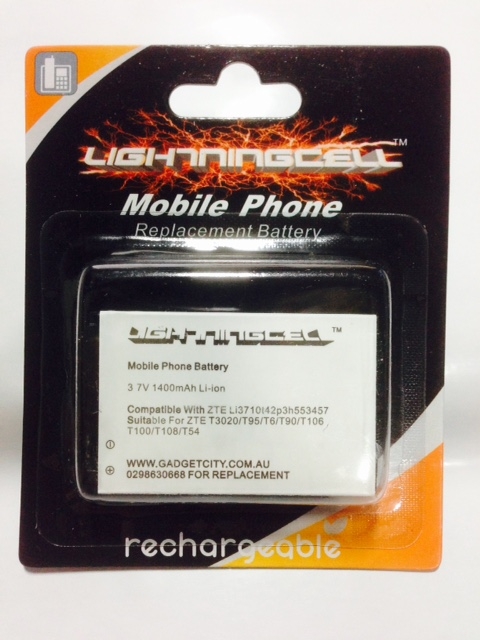 LIGHTNINGCELL™
Mobile Phone
Replacement Battery
LIGHTNINGCELL™
Mobile Phone Battery
3 7V 1400mAh Li-ion
Compatible With ZTE Li3710t42p3h553457
Suitable For ZTE T3020/T95/T6/T90/T106
T100/T108/T54
WWW.GADGETCITY.COM.AU
0298630668 FOR REPLACEMENT
rechargeable